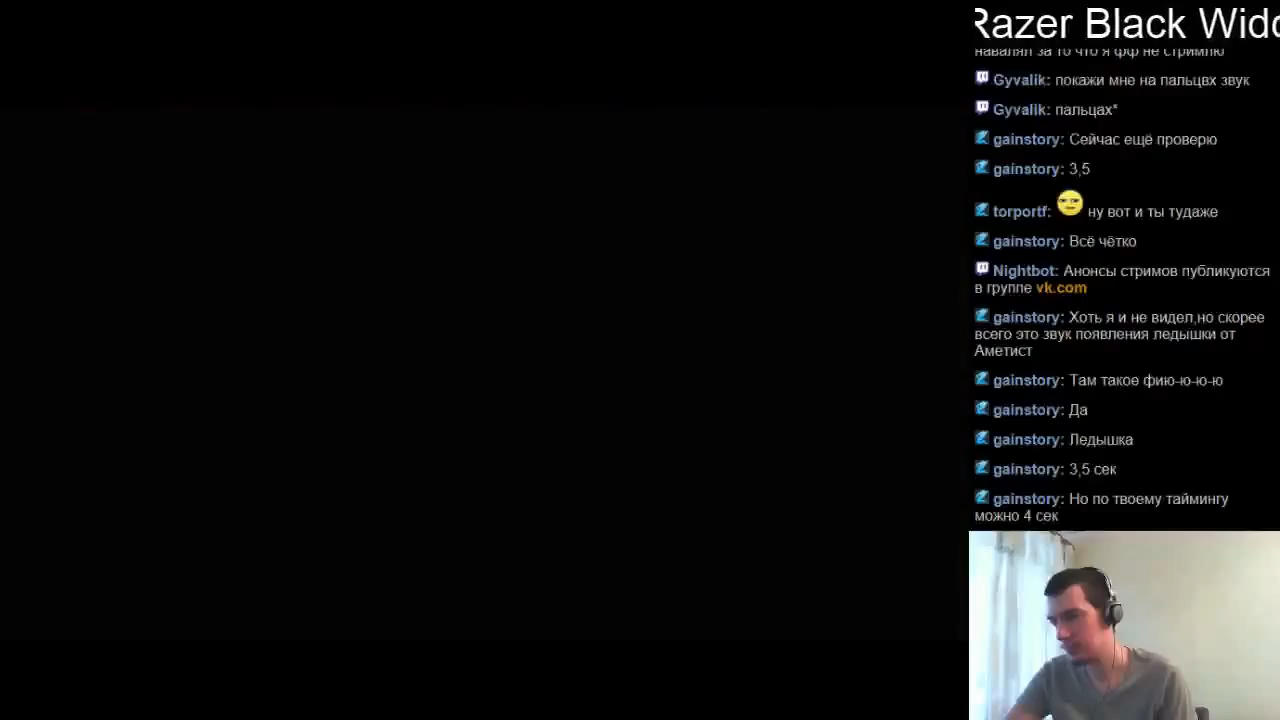 Razer Black Wido
навалял за то что я фф не стримлю
Gyvalik: покажи мне на пальцвх звук
Gyvalik: пальцах*
gainstory: Сейчас ещё проверю
gainstory: 3,5
torportf: ну вот и ты тудаже
gainstory: Всё чётко
Nightbot: Анонсы стримов публикуются
в группе vk.com
gainstory: Хоть я и не видел,но скорее
всего это звук появления ледышки от
Аметист
gainstory: Там такое фию-ю-ю-ю
gainstory: Да
gainstory: Ледышка
gainstory: 3,5 сек
gainstory: Но по твоему таймингу
можно 4 сек